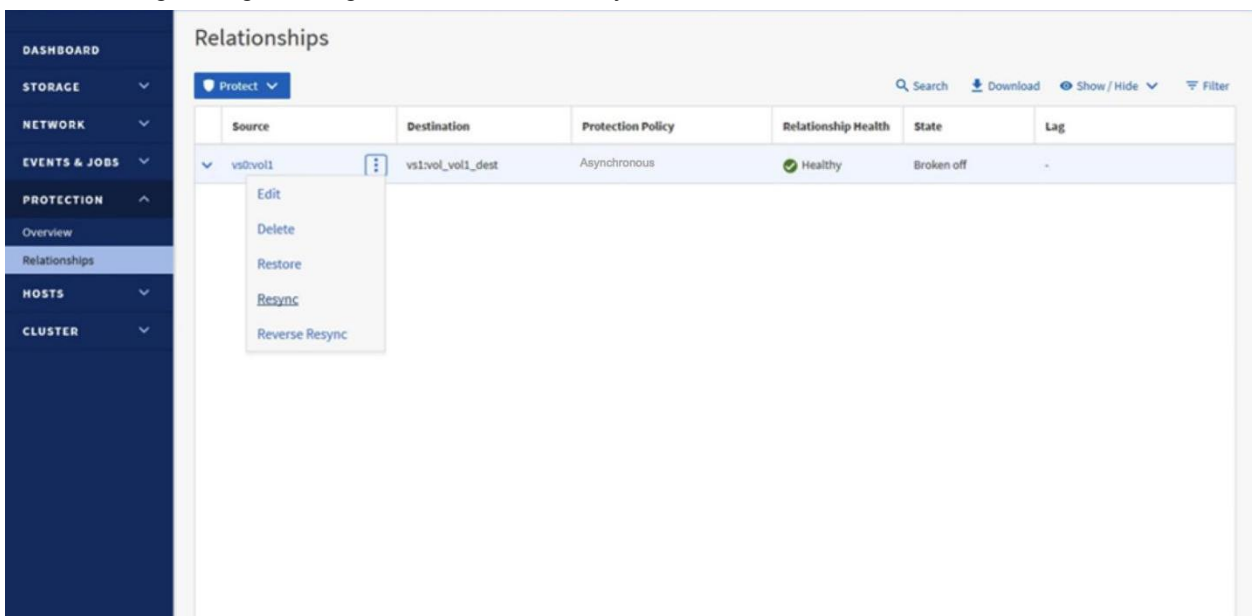 DASHBOARD
STORAGE
NETWORK
EVENTS & JOBS
PROTECTION
Overview
Relationships
HOSTS
CLUSTER
Relationships
Protect
Search Download Show / Hide Filter
Source Destination Protection Policy Relationship Health State Lag
vs0:vol1 vs1:vol_vol1_dest Asynchronous Healthy Broken off -
Edit
Delete
Restore
Resync
Reverse Resync